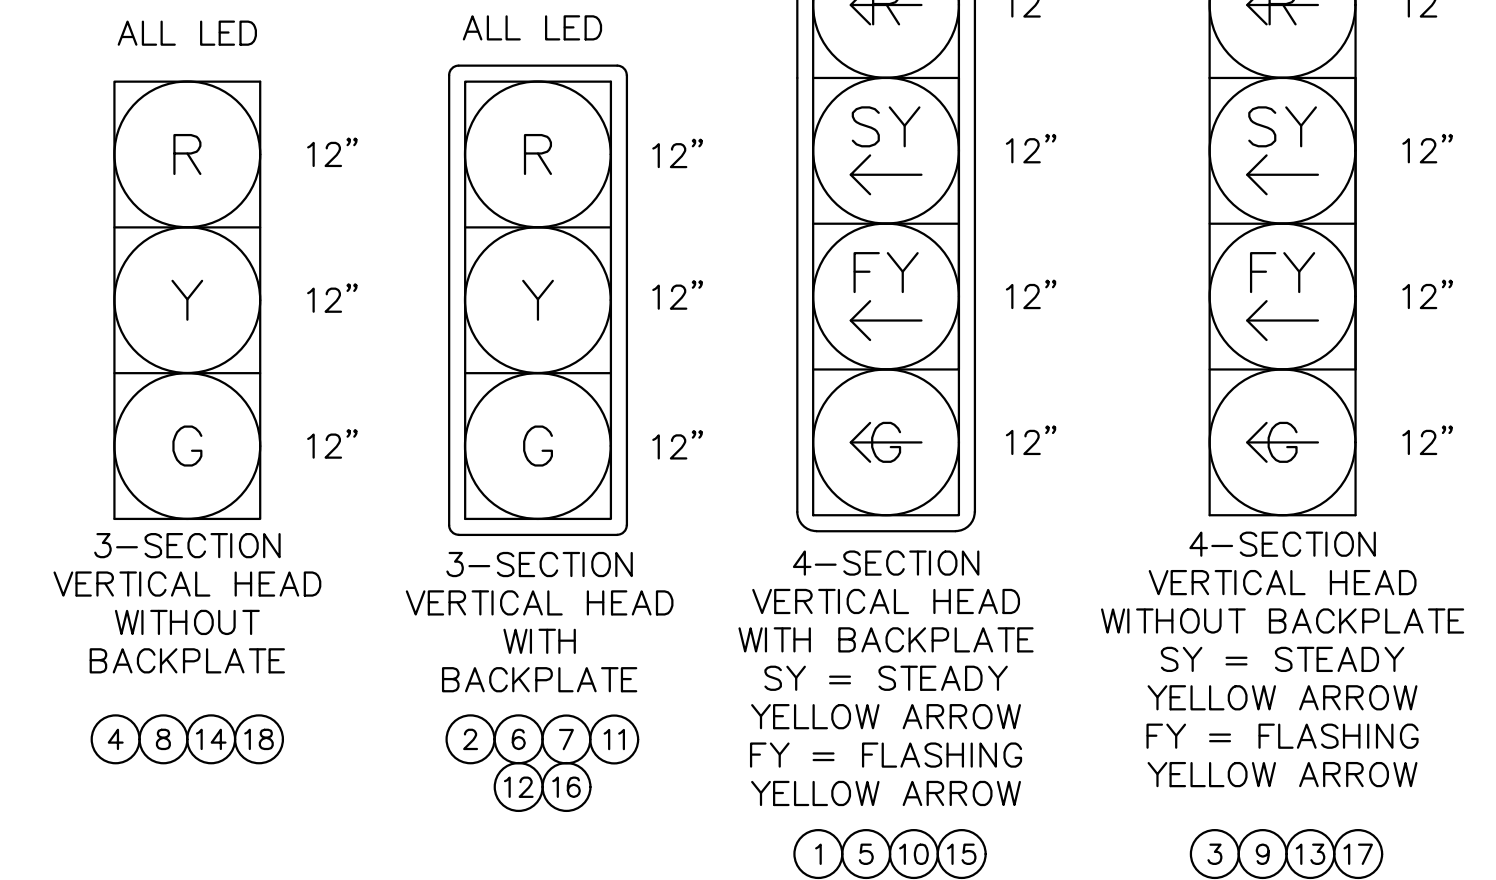 ALL LED
R 12”
Y 12”
G 12”
3–SECTION
VERTICAL HEAD
WITHOUT
BACKPLATE
4 8 14 18
ALL LED
R 12”
Y 12”
G 12”
3–SECTION
VERTICAL HEAD
WITH
BACKPLATE
2 6 7 11
12 16
R 12
SY 12”
FY 12”
G 12”
4–SECTION
VERTICAL HEAD
WITH BACKPLATE
SY = STEADY
YELLOW ARROW
FY = FLASHING
YELLOW ARROW
1 5 10 15
R 12
SY 12”
FY 12”
G 12”
4–SECTION
VERTICAL HEAD
WITHOUT BACKPLATE
SY = STEADY
YELLOW ARROW
FY = FLASHING
YELLOW ARROW
3 9 13 17